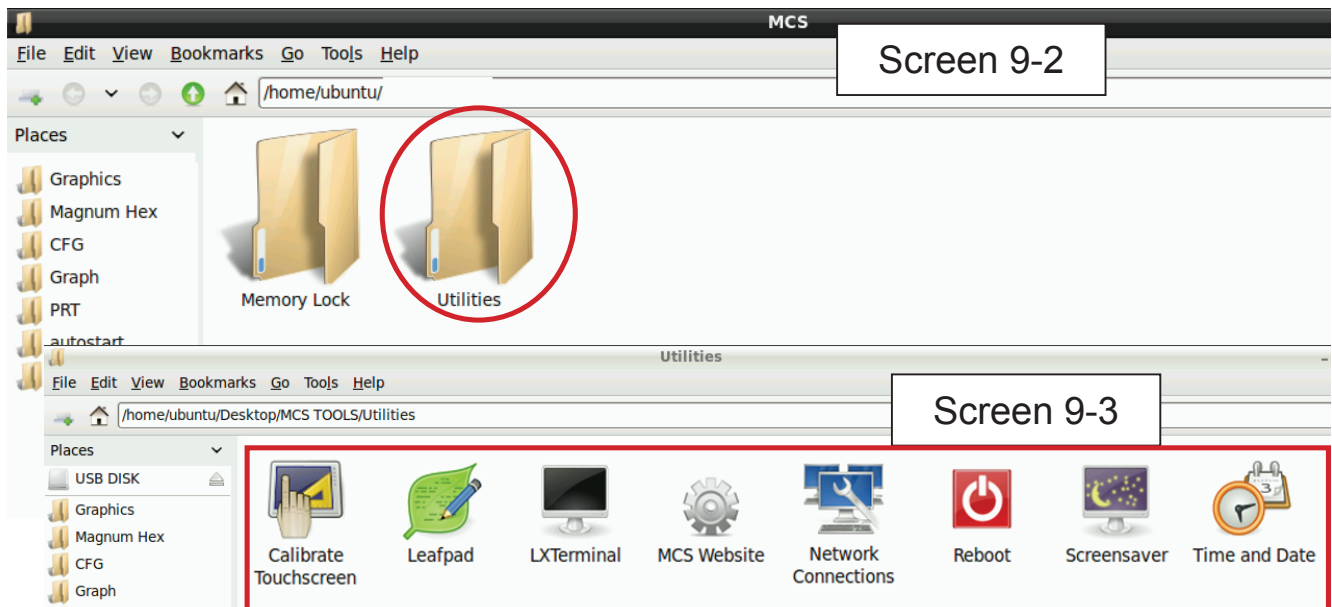 MCS
File Edit View Bookmarks Go Tools Help
Screen 9-2
/home/ubuntu/
Places
Graphics
Magnum Hex
CFG
Graph
PRT
autostart
Memory Lock
Utilities
Utilities
File Edit View Bookmarks Go Tools Help
Screen 9-3
/home/ubuntu/Desktop/MCS TOOLS/Utilities
Places
USB DISK
Graphics
Magnum Hex
CFG
Graph
Calibrate
Touchscreen
Leafpad
LXTerminal
MCS Website
Network
Connections
Reboot
Screensaver
Time and Date